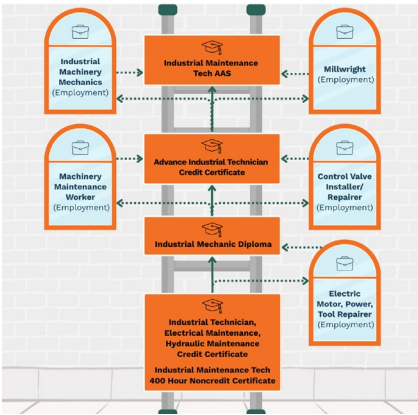 Industrial
Machinery
Mechanics
(Employment)
Industrial Maintenance
Tech AAS
Millwright
(Employment)
Machinery
Maintenance
Worker
(Employment)
Advance Industrial Technician
Credit Certificate
Control Valve
Installer/
Repairer
(Employment)
Industrial Mechanic Diploma
Electric
Motor, Power,
Tool Repairer
(Employment)
Industrial Technician,
Electrical Maintenance,
Hydraulic Maintenance
Credit Certificate
Industrial Maintenance Tech
400 Hour Noncredit Certificate